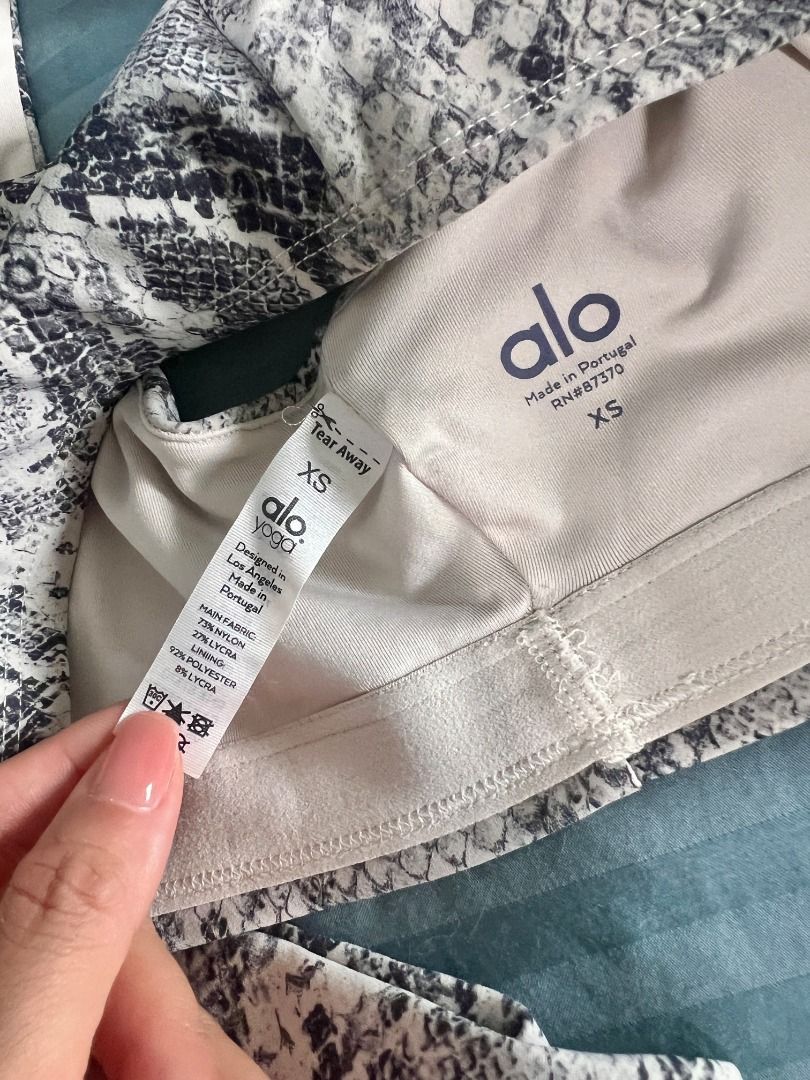 alo
Made in Portugal
RN#87370
XS
Tear Away
XS
alo
yoga
Designed in
Los Angeles
Made in
Portugal
MAIN FABRIC:
73% NYLON
27% LYCRA
LINIING:
92% POLYESTER
8% LYCRA